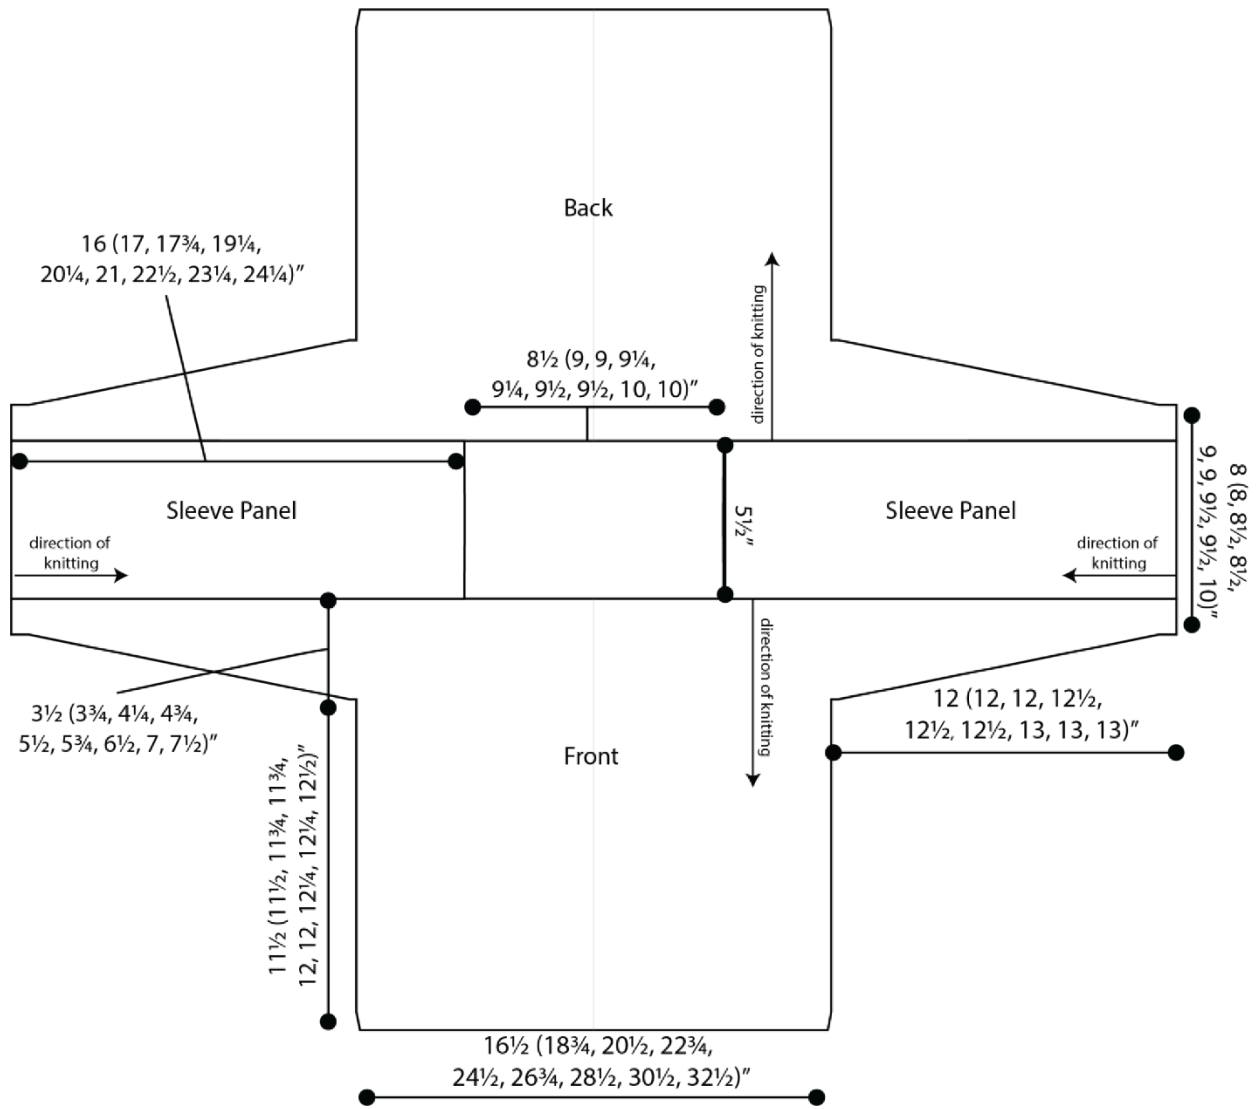 Back
16 (17, 17¾, 19¼,
20¼, 21, 22½, 23¼, 24¼)”
direction of knitting
8½ (9, 9, 9¼,
9¼, 9½, 9½, 10, 10)”
Sleeve Panel
direction of
knitting
5½”
Sleeve Panel
direction of
knitting
8 (8, 8½, 8½,
9, 9, 9½, 9½, 10)”
direction of knitting
3½ (3¾, 4¼, 4¾,
5½, 5¾, 6½, 7, 7½)”
12 (12, 12, 12½,
12½, 12½, 13, 13, 13)”
Front
11½ (11½, 11¾, 11¾,
12, 12, 12¼, 12¼, 12½)”
16½ (18¾, 20½, 22¾,
24½, 26¾, 28½, 30½, 32½)”